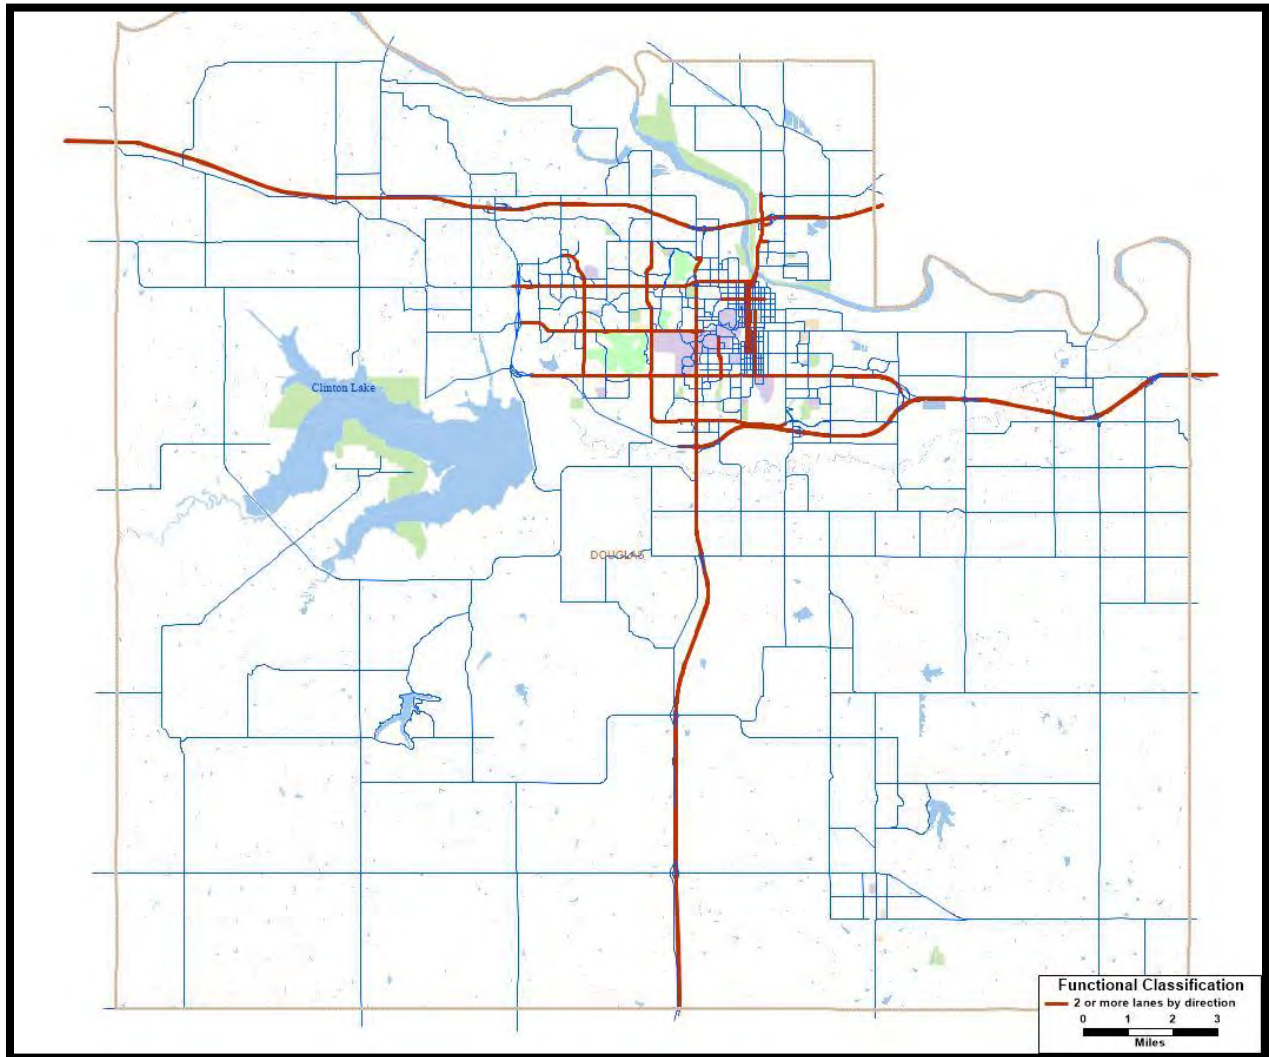 Clinton Lake
DOUGLAS
Functional Classification
2 or more lanes by direction
0 1 2 3
Miles